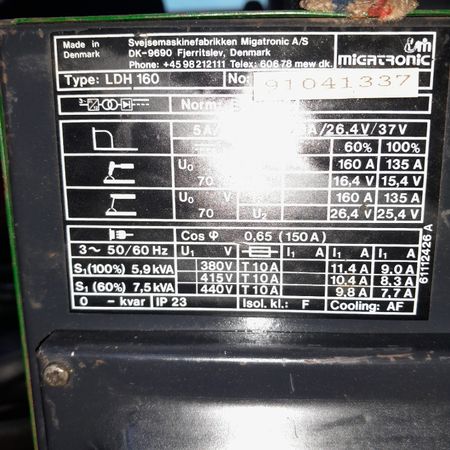 Made in Denmark
Svejsemaskinefabrikken Migatronic A/S
DK-9690 Fjerritslev, Denmark
Phone: +45 98 212111 Telex: 60678 mew dk.
migatronic
Type: LDH 160 No: 91041337
Norm:
5A/ A/26.4V/37V
60% 100%
U₀ 160 A 135 A
70 16,4 V 15,4 V
U₀ V 160 A 135 A
70 U₂ 26,4 V 25,4 V
Cos φ 0,65 (150 A)
3~ 50/60 Hz U₁ V I₁ A I₁ A I₁ A
S₁(100%) 5,9 kVA 380V T 10 A 11.4 A 9.0 A
415V T 10 A 10.4 A 8.3 A
S₁ (60%) 7,5 kVA 440V T 10 A 9.8 A 7.7 A
0 - kvar IP 23 Isol. kl.: F Cooling: AF
61112426 A